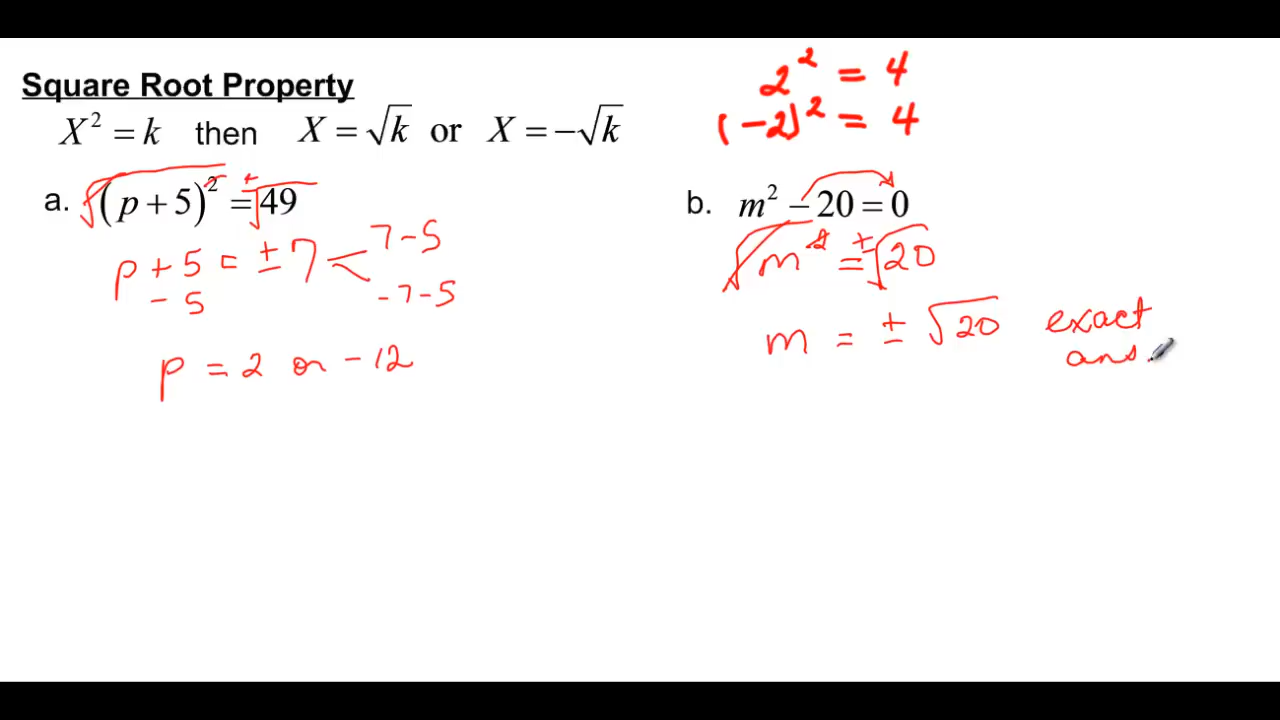 Square Root Property
X² = k then X = √k or X = −√k
2² = 4
(−2)² = 4
a. √(p + 5)² = ±√49
p + 5 = ±7 < 7−5
−5 −7−5
p = 2 or −12
b. m² − 20 = 0
√m² = ±√20
m = ± √20 exact
ans.